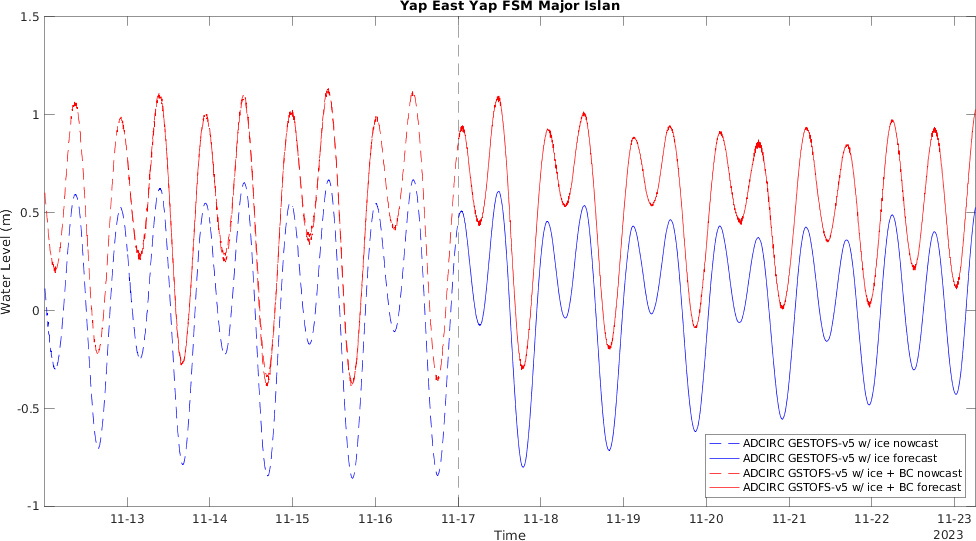 Yap East Yap FSM Major Islan
1.5
1
0.5
0
-0.5
-1
Water Level (m)
ADCIRC GESTOFS-v5 w/ ice nowcast
ADCIRC GESTOFS-v5 w/ ice forecast
ADCIRC GSTOFS-v5 w/ ice + BC nowcast
ADCIRC GSTOFS-v5 w/ ice + BC forecast
11-13 11-14 11-15 11-16 11-17 11-18 11-19 11-20 11-21 11-22 11-23
Time 2023